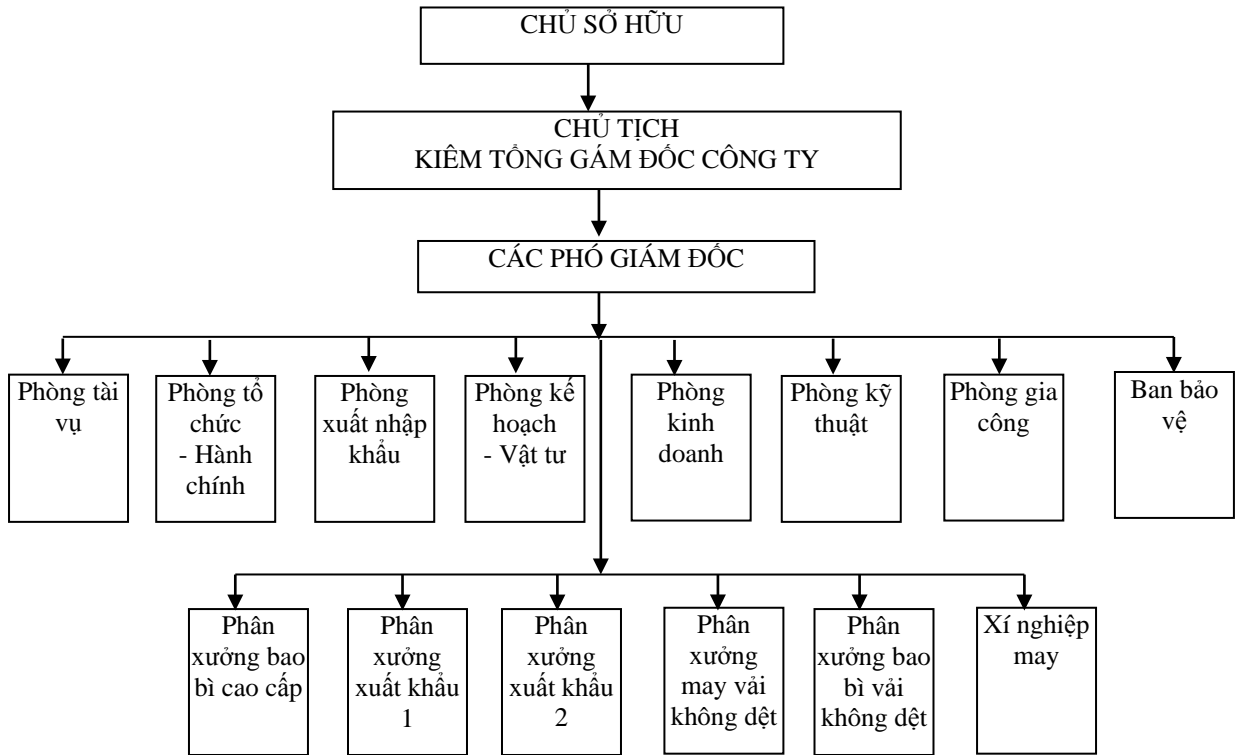 CHỦ SỞ HỮU
CHỦ TỊCH
KIÊM TỔNG GÁM ĐỐC CÔNG TY
CÁC PHÓ GIÁM ĐỐC
Phòng tài
vụ
Phòng tổ
chức
- Hành
chính
Phòng
xuất nhập
khẩu
Phòng kế
hoạch
- Vật tư
Phòng
kinh
doanh
Phòng kỹ
thuật
Phòng gia
công
Ban bảo
vệ
Phân
xưởng bao
bì cao cấp
Phân
xưởng
xuất khẩu
1
Phân
xưởng
xuất khẩu
2
Phân
xưởng
may vải
không dệt
Phân
xưởng bao
bì vải
không dệt
Xí nghiệp
may